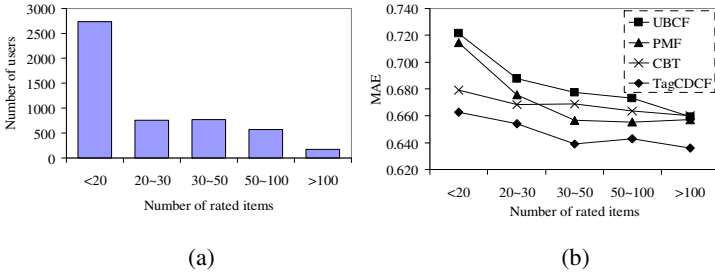 (a)
3000
2500
2000
1500
1000
500
0
Number of users
<20 20~30 30~50 50~100 >100
Number of rated items
(b)
0.740
0.720
0.700
0.680
0.660
0.640
0.620
MAE
UBCF
PMF
CBT
TagCDCF
<20 20~30 30~50 50~100 >100
Number of rated items
(a)
(b)